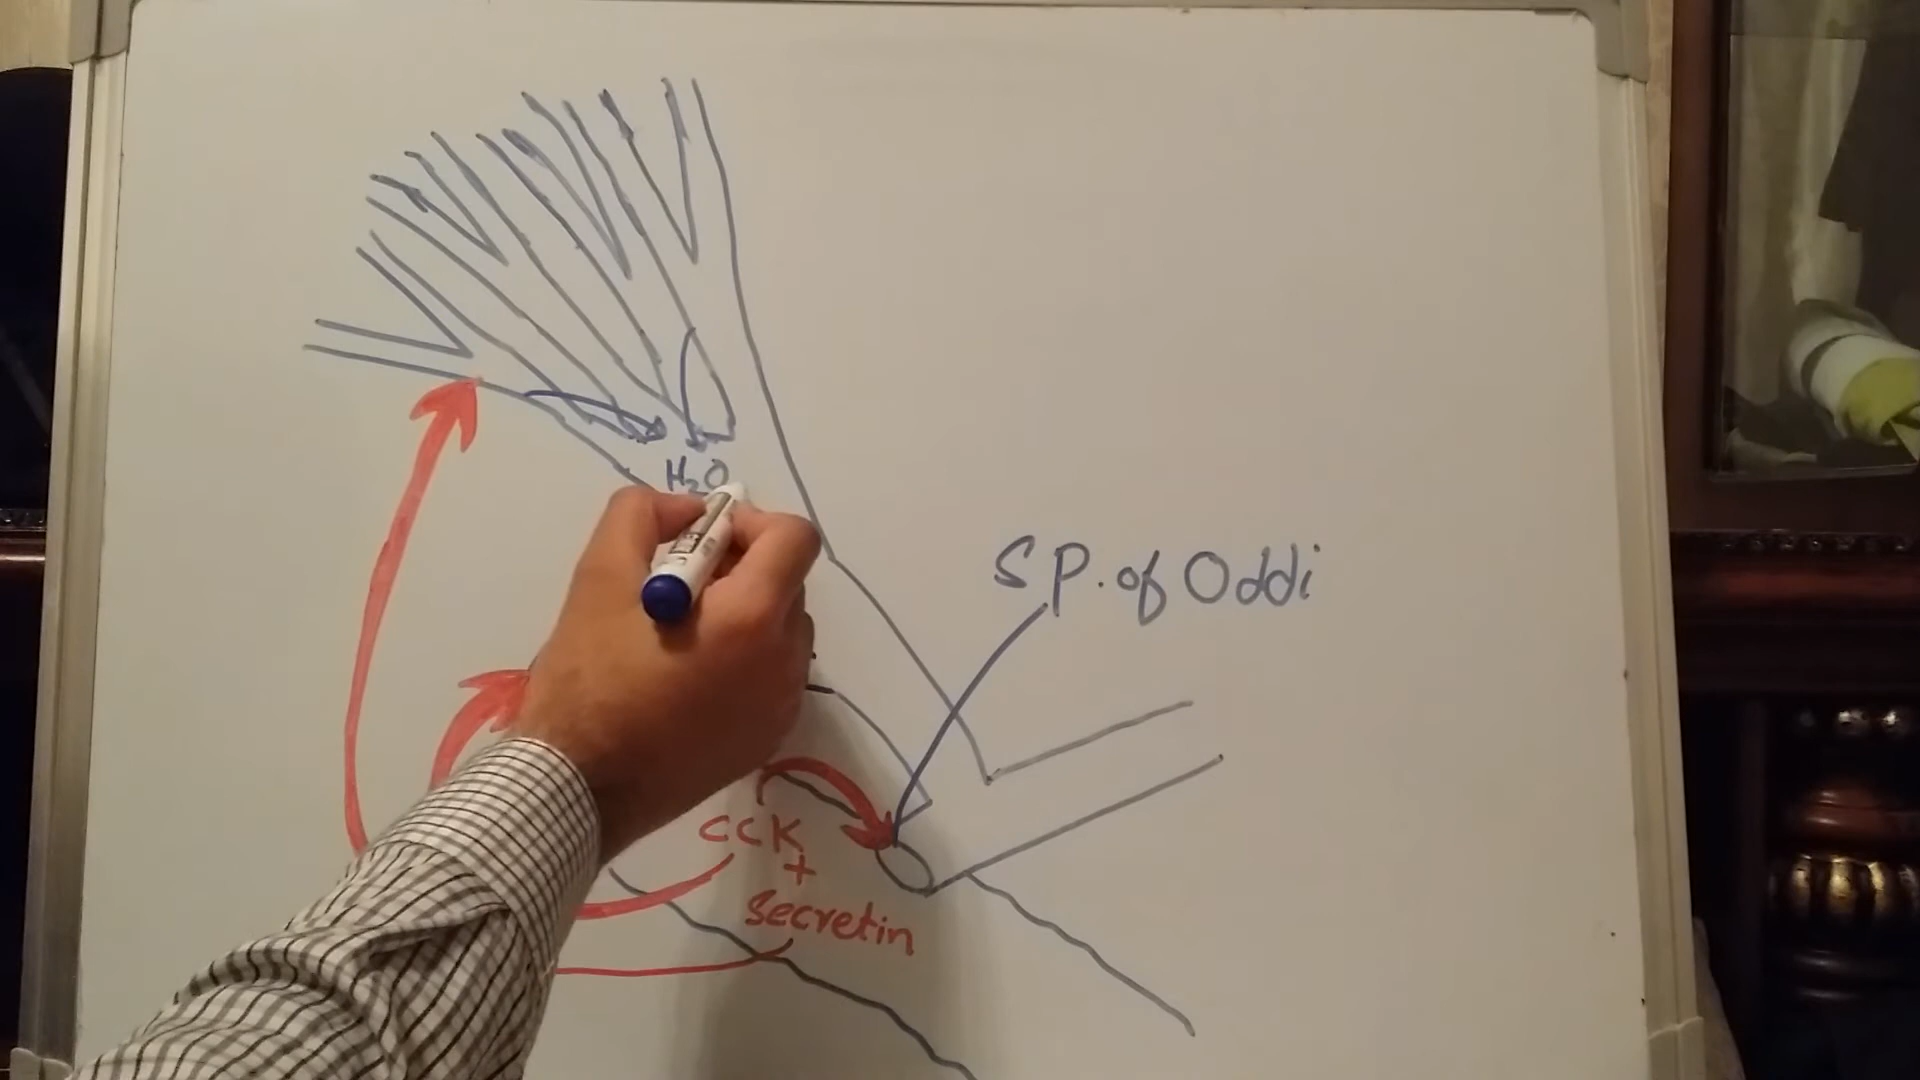 H₂O
SP. of Oddi
CCK
+
Secretin